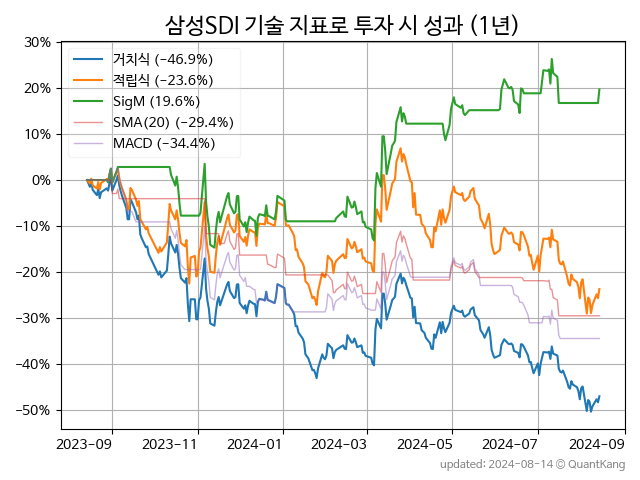 삼성SDI 기술 지표로 투자 시 성과 (1년)
30%
20%
10%
0%
−10%
−20%
−30%
−40%
−50%
거치식 (−46.9%)
적립식 (−23.6%)
SigM (19.6%)
SMA(20) (−29.4%)
MACD (−34.4%)
2023-09 2023-11 2024-01 2024-03 2024-05 2024-07 2024-09
updated: 2024-08-14 © QuantKang